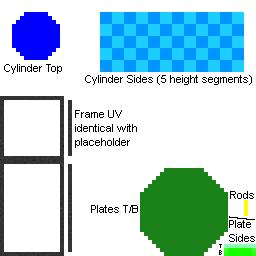 Cylinder Top
Cylinder Sides (5 height segments)
Frame UV
identical with
placeholder
Plates T/B
Rods
Plate
Sides
T
B